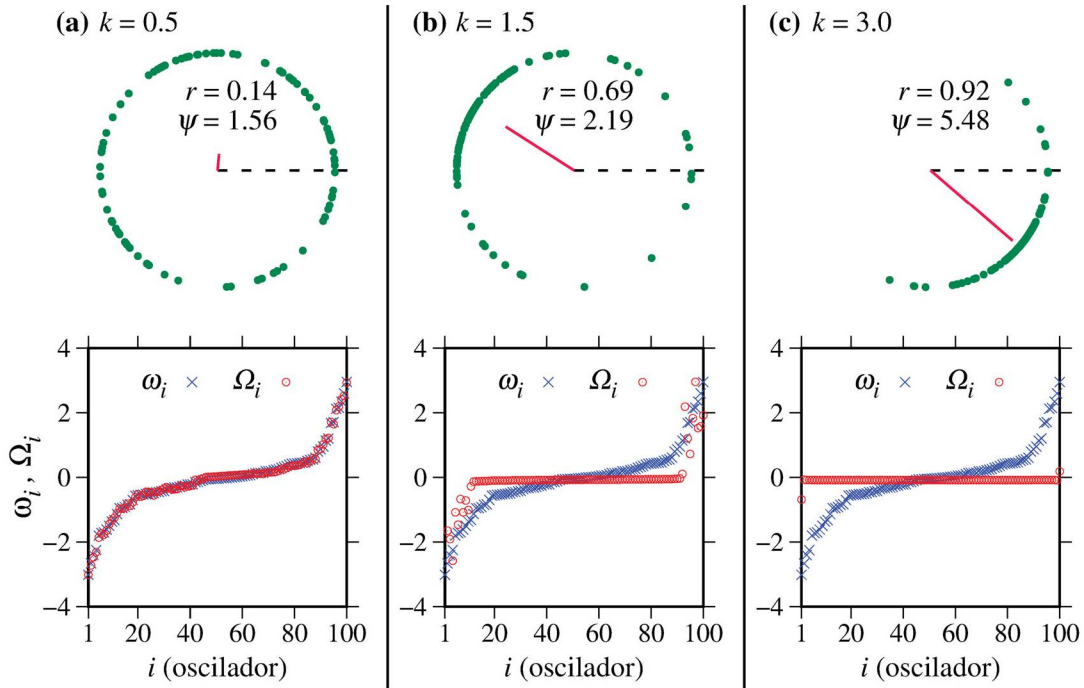 (a) k = 0.5
r = 0.14
ψ = 1.56
(b) k = 1.5
r = 0.69
ψ = 2.19
(c) k = 3.0
r = 0.92
ψ = 5.48
ω_i , Ω_i
4
2
0
−2
−4
ω_i × Ω_i ○
1 20 40 60 80 100
i (oscilador)
4
2
0
−2
−4
ω_i × Ω_i ○
1 20 40 60 80 100
i (oscilador)
4
2
0
−2
−4
ω_i × Ω_i ○
1 20 40 60 80 100
i (oscilador)